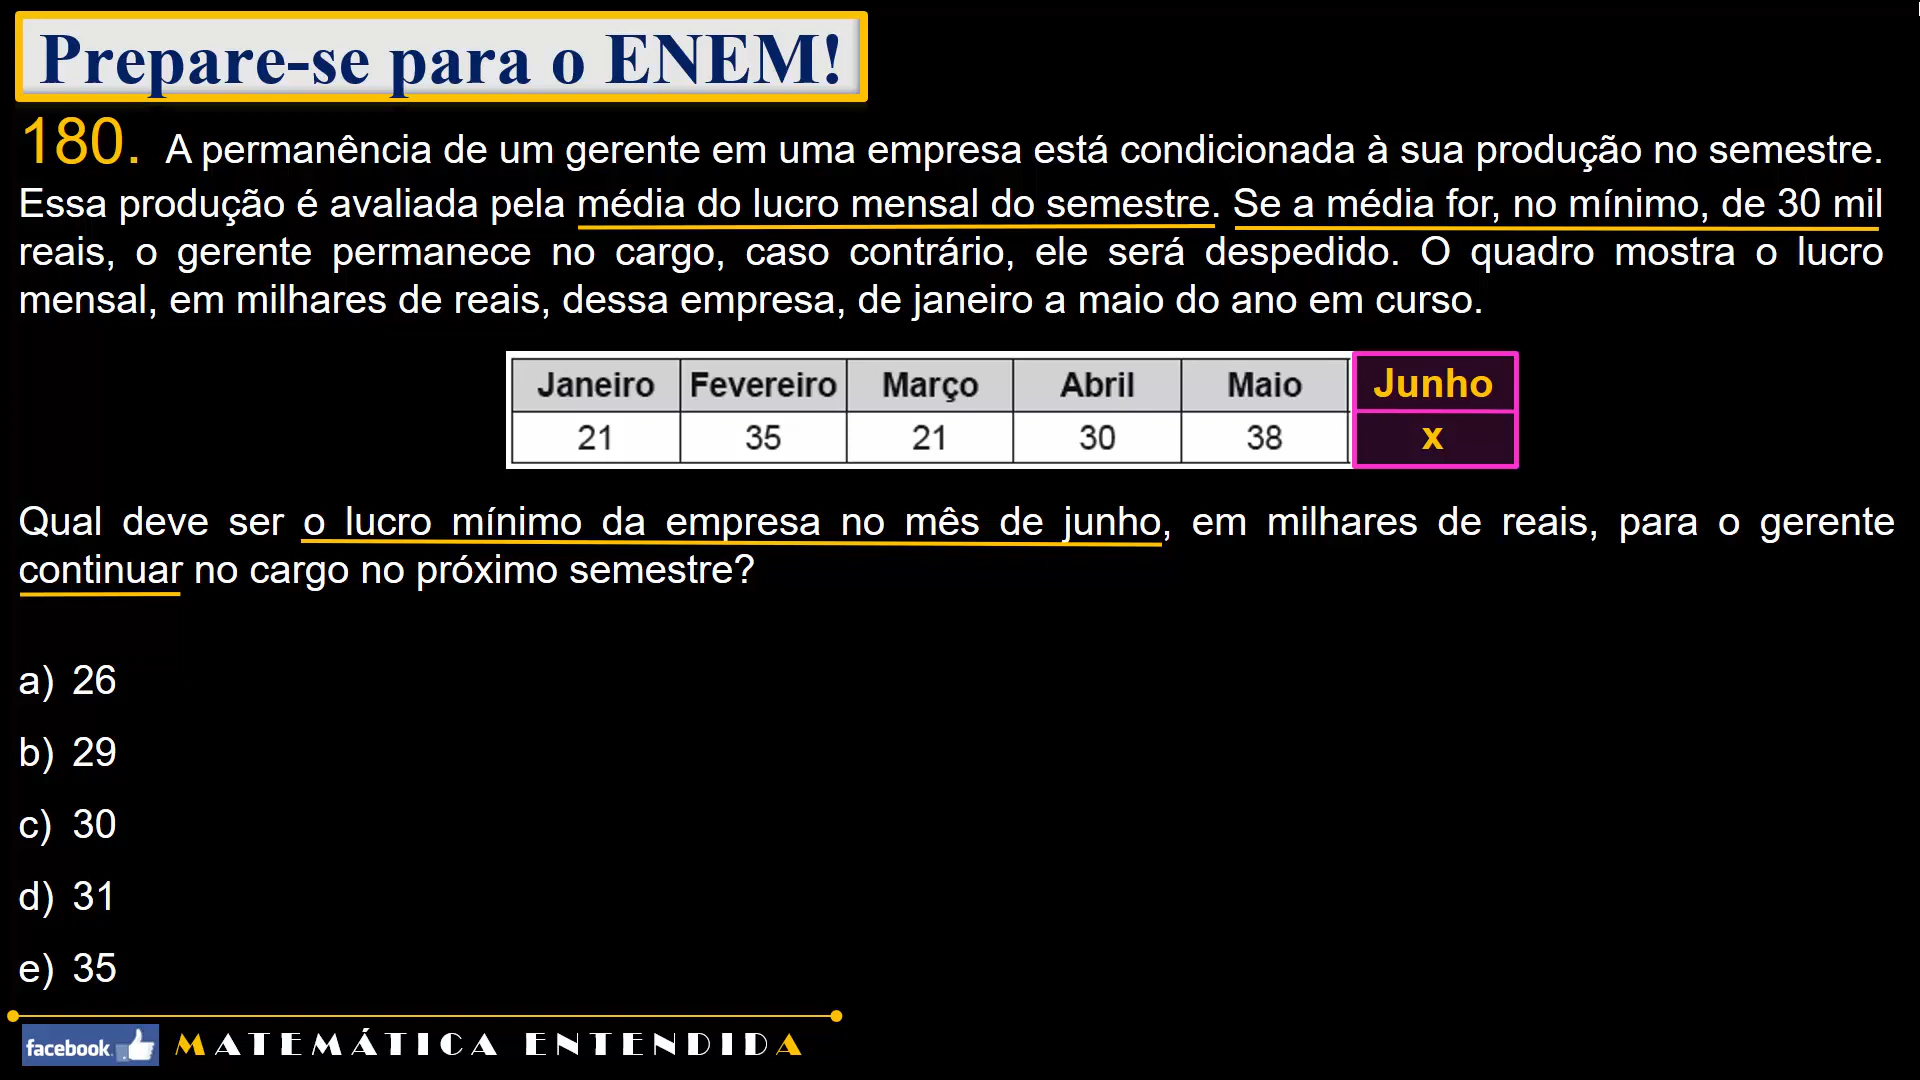 Prepare-se para o ENEM!
180. A permanência de um gerente em uma empresa está condicionada à sua produção no semestre.
Essa produção é avaliada pela média do lucro mensal do semestre. Se a média for, no mínimo, de 30 mil
reais, o gerente permanece no cargo, caso contrário, ele será despedido. O quadro mostra o lucro
mensal, em milhares de reais, dessa empresa, de janeiro a maio do ano em curso.
Janeiro Fevereiro Março Abril Maio Junho
21 35 21 30 38 x
Qual deve ser o lucro mínimo da empresa no mês de junho, em milhares de reais, para o gerente
continuar no cargo no próximo semestre?
a) 26
b) 29
c) 30
d) 31
e) 35
facebook. MATEMÁTICA ENTENDIDA